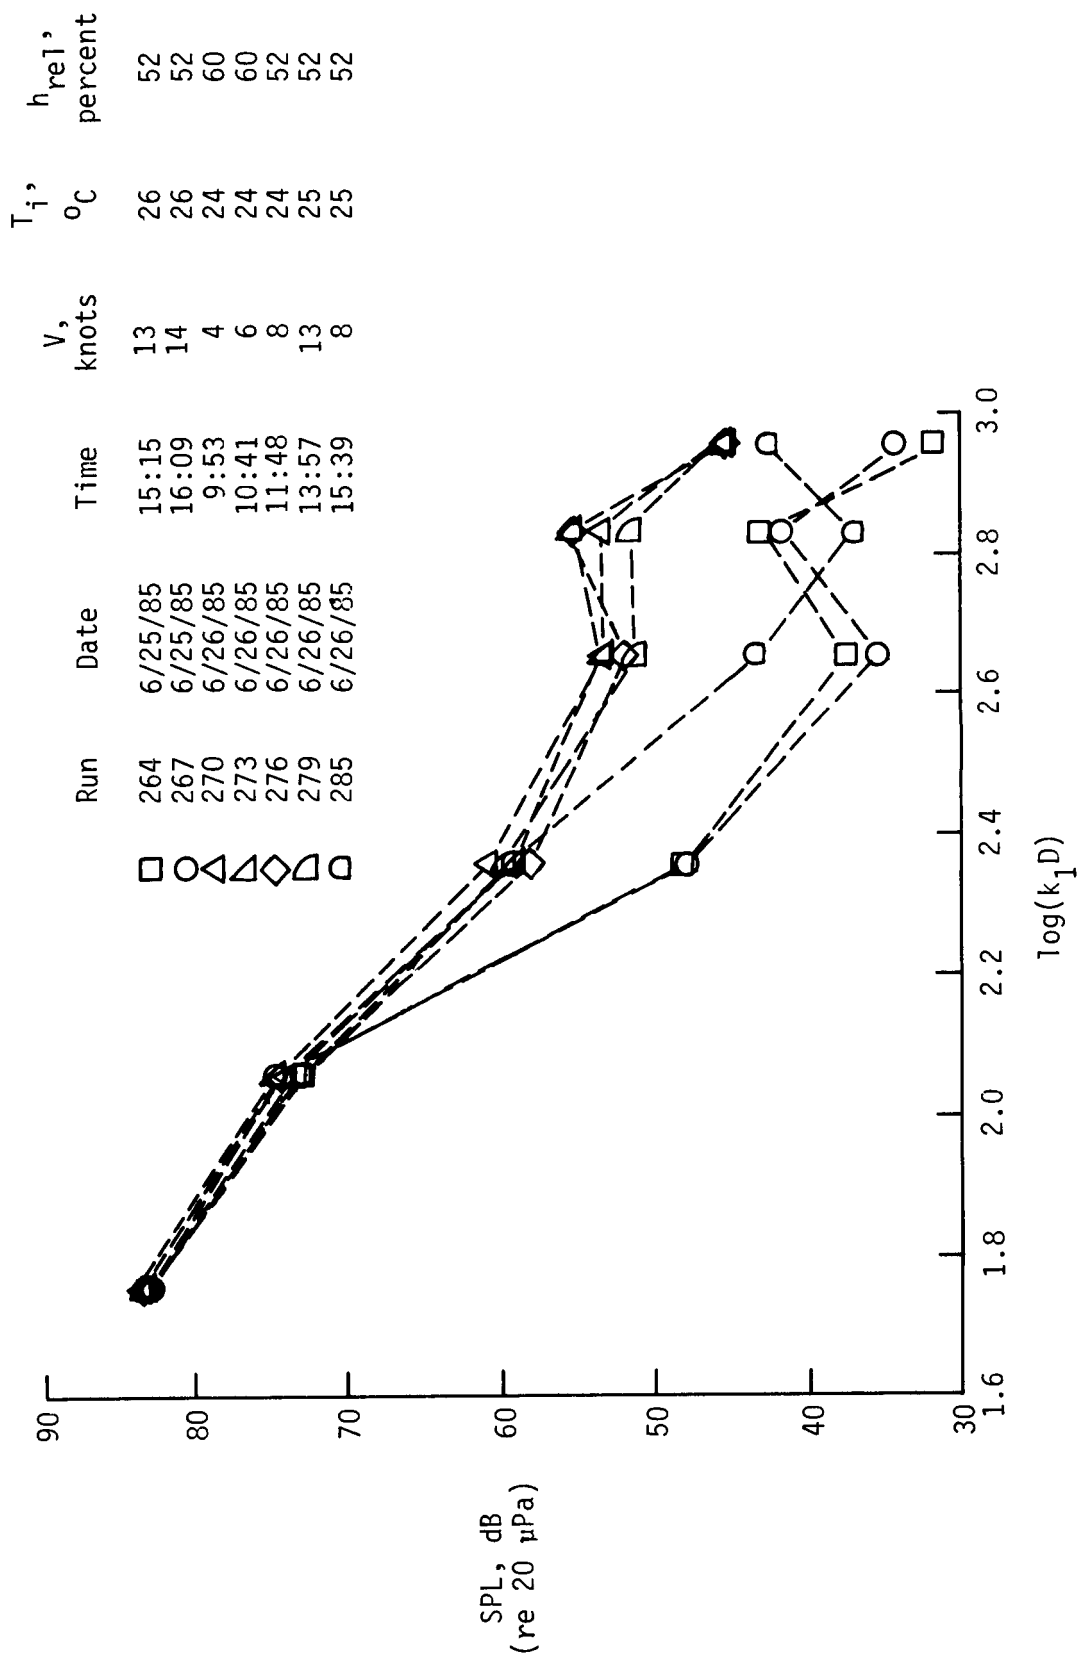 Run Date Time V, knots Ti, oC hrel, percent
264 6/25/85 15:15 13 26 52
267 6/25/85 16:09 14 26 52
270 6/26/85 9:53 4 24 60
273 6/26/85 10:41 6 24 60
276 6/26/85 11:48 8 24 52
279 6/26/85 13:57 13 25 52
285 6/26/85 15:39 8 25 52
90
80
70
60
50
40
30
SPL, dB
(re 20 μPa)
1.6 1.8 2.0 2.2 2.4 2.6 2.8 3.0
log(k1D)